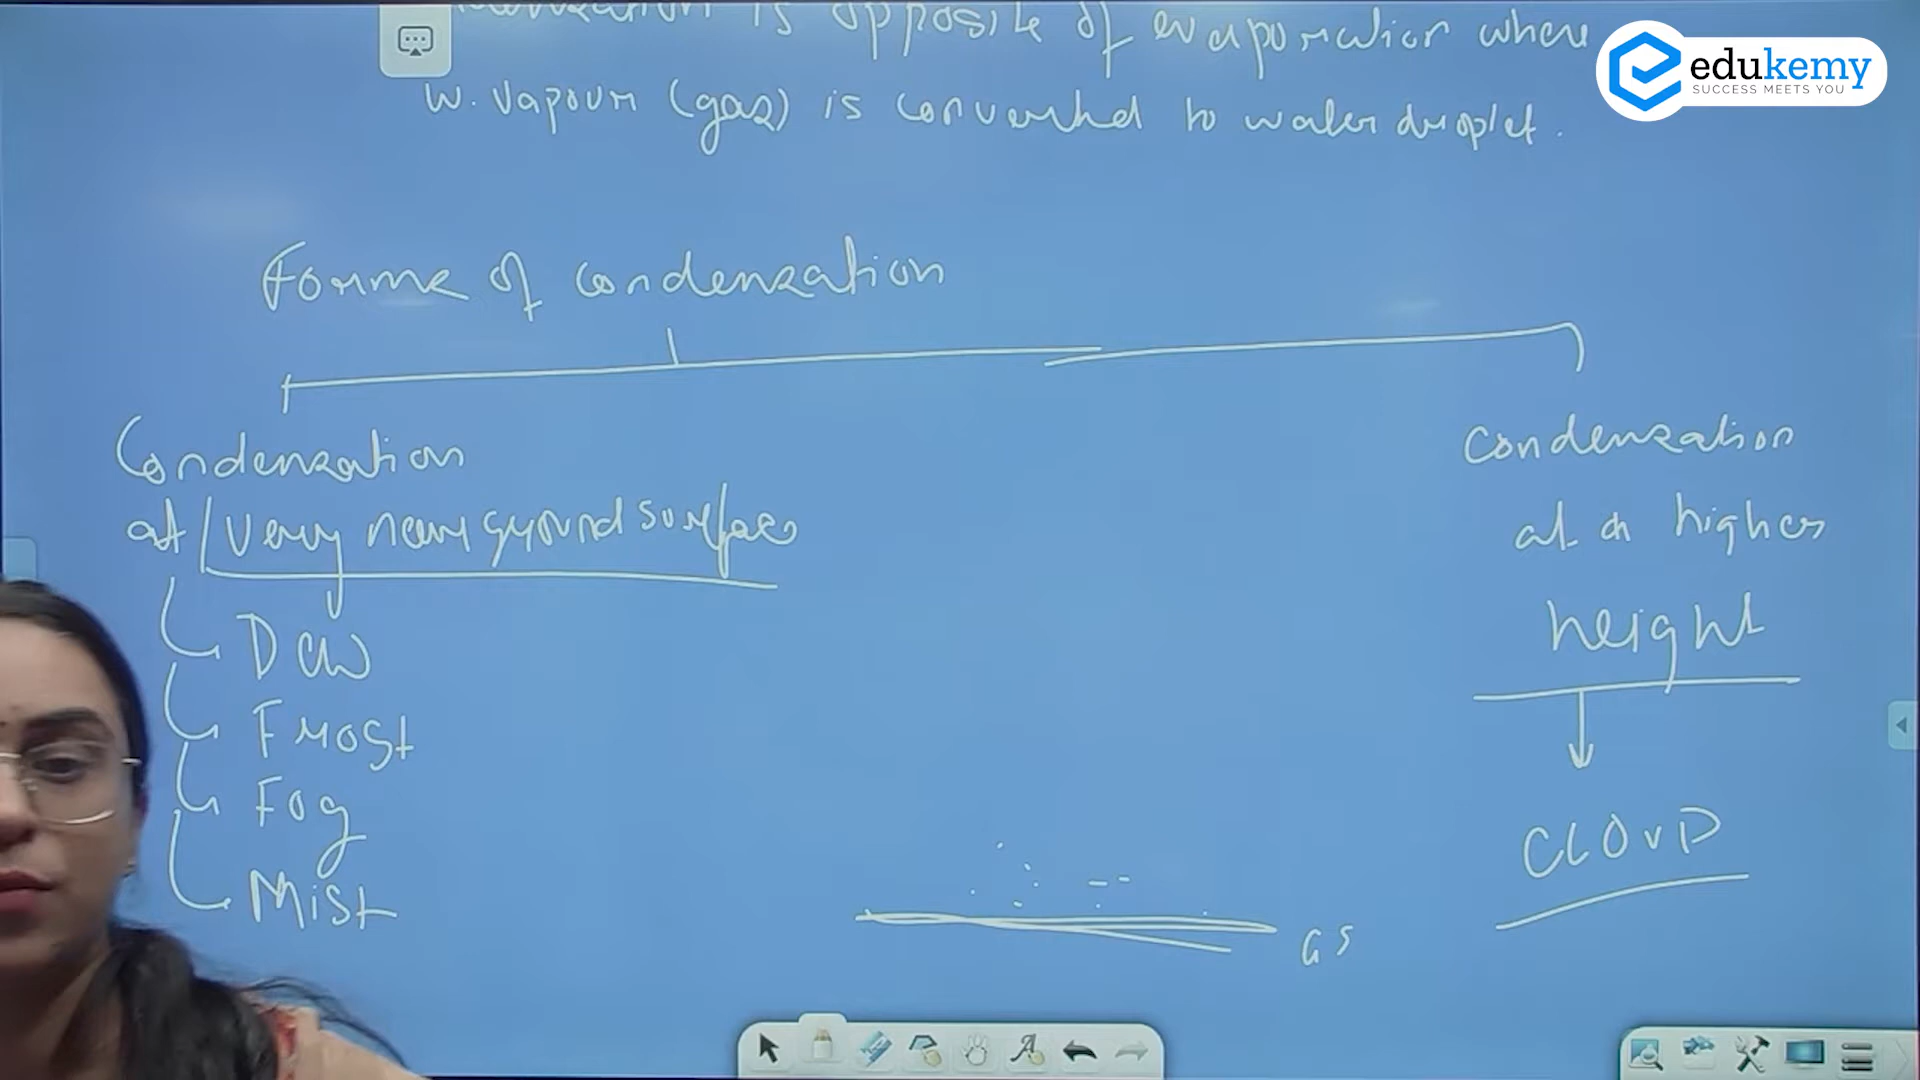 is opposite of evaporation where
w. vapour (gas) is converted to water droplet.
edukemy
SUCCESS MEETS YOU
Forms of condensation
Condensation
at very near ground surface
Dew
Frost
Fog
Mist
Condensation
at a higher
height
CLOUD
GS